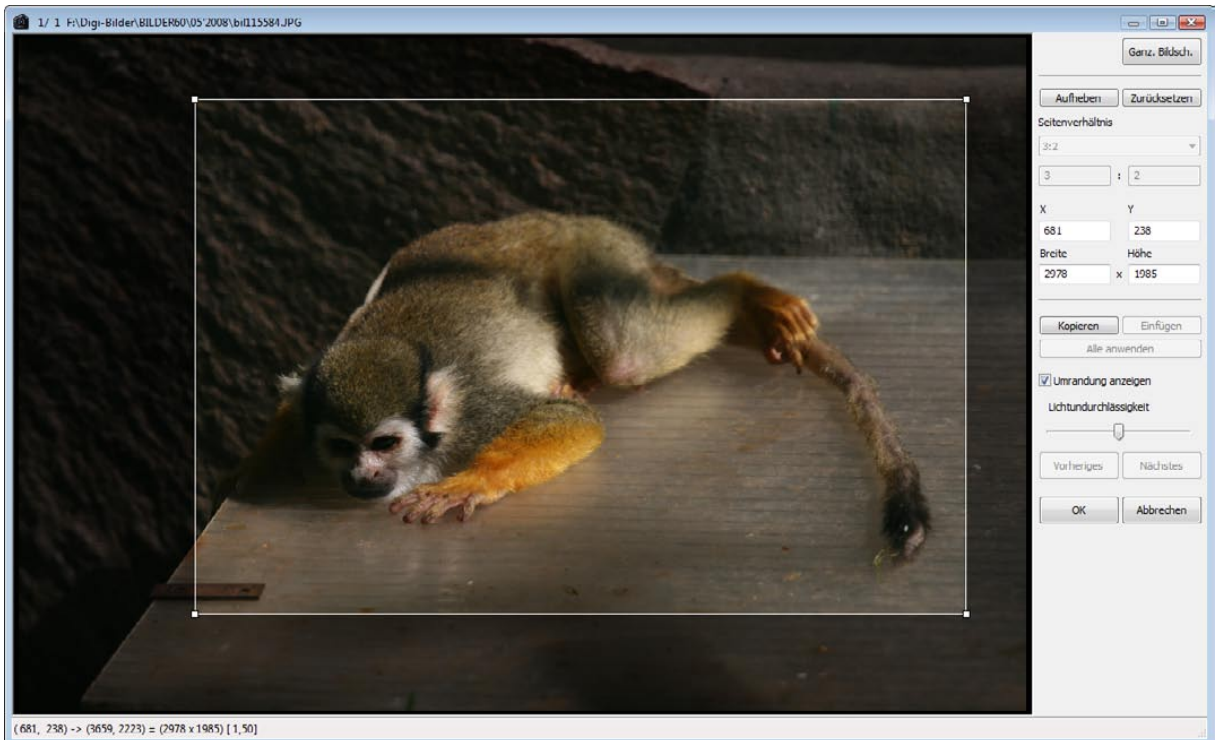 1/ 1 F:\Digi-Bilder\BILDER60\05'2008\bil115584.JPG
Ganz. Bildsch.
Aufheben Zurücksetzen
Seitenverhältnis
3:2
3 : 2
X Y
681 238
Breite Höhe
2978 x 1985
Kopieren Einfügen
Alle anwenden
Umrandung anzeigen
Lichtundurchlässigkeit
Vorheriges Nächstes
OK Abbrechen
(681, 238) -> (3659, 2223) = (2978 x 1985) [1,50]